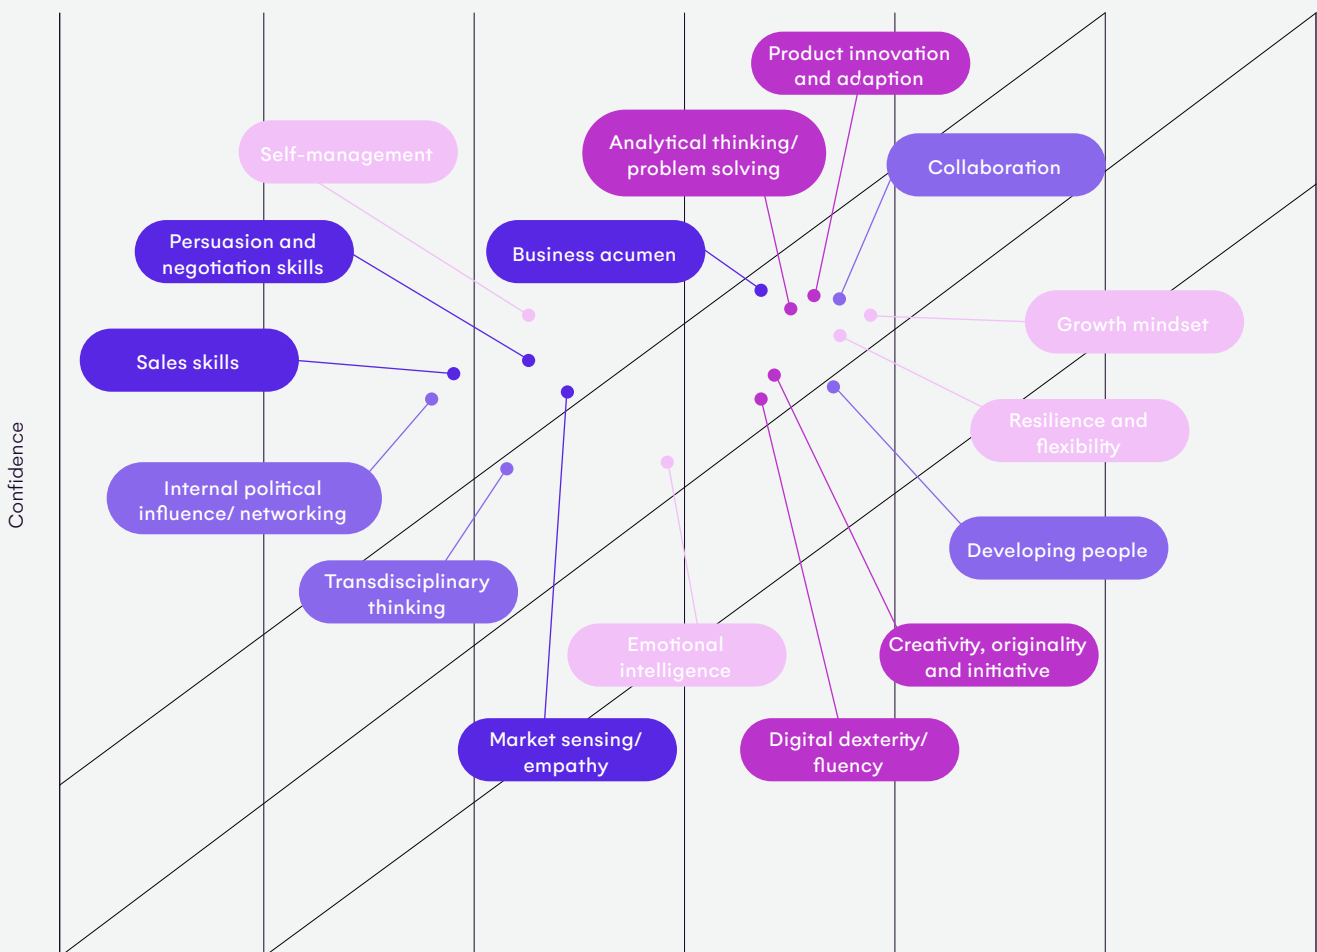 Product innovation
and adaption
Analytical thinking/
problem solving
Self-management
Collaboration
Persuasion and
negotiation skills
Business acumen
Growth mindset
Sales skills
Resilience and
flexibility
Confidence
Internal political
influence/ networking
Developing people
Transdisciplinary
thinking
Emotional
intelligence
Creativity, originality
and initiative
Market sensing/
empathy
Digital dexterity/
fluency